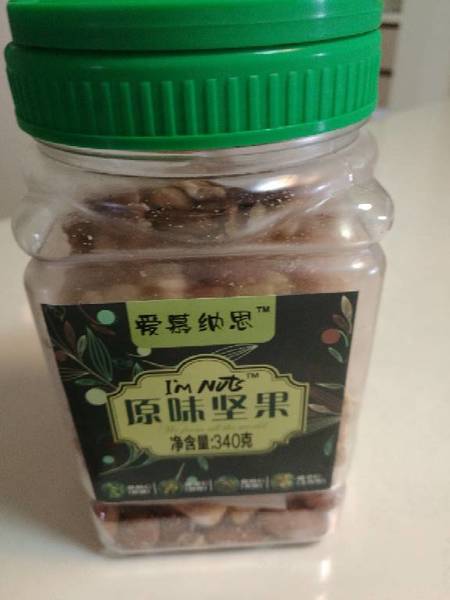 爱慕纳思™
I'm Nuts™
原味坚果
净含量:340克